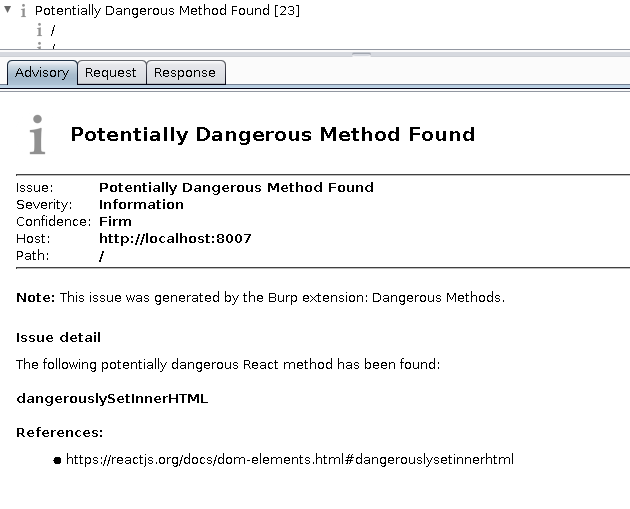 Potentially Dangerous Method Found [23]
/
/
Advisory Request Response
Potentially Dangerous Method Found
Issue: Potentially Dangerous Method Found
Severity: Information
Confidence: Firm
Host: http://localhost:8007
Path: /
Note: This issue was generated by the Burp extension: Dangerous Methods.
Issue detail
The following potentially dangerous React method has been found:
dangerouslySetInnerHTML
References:
● https://reactjs.org/docs/dom-elements.html#dangerouslysetinnerhtml